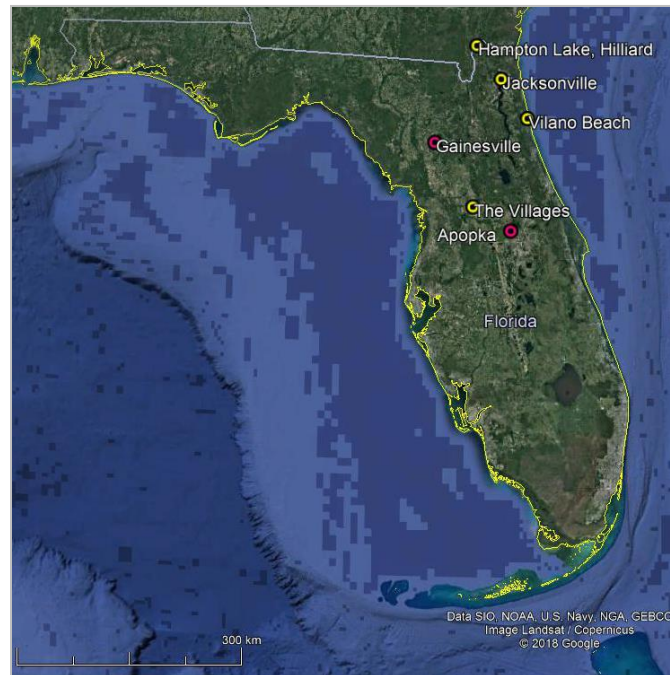 Hampton Lake, Hilliard
Jacksonville
Vilano Beach
Gainesville
The Villages
Apopka
Florida
Data SIO, NOAA, U.S. Navy, NGA, GEBCO
Image Landsat / Copernicus
© 2018 Google
300 km